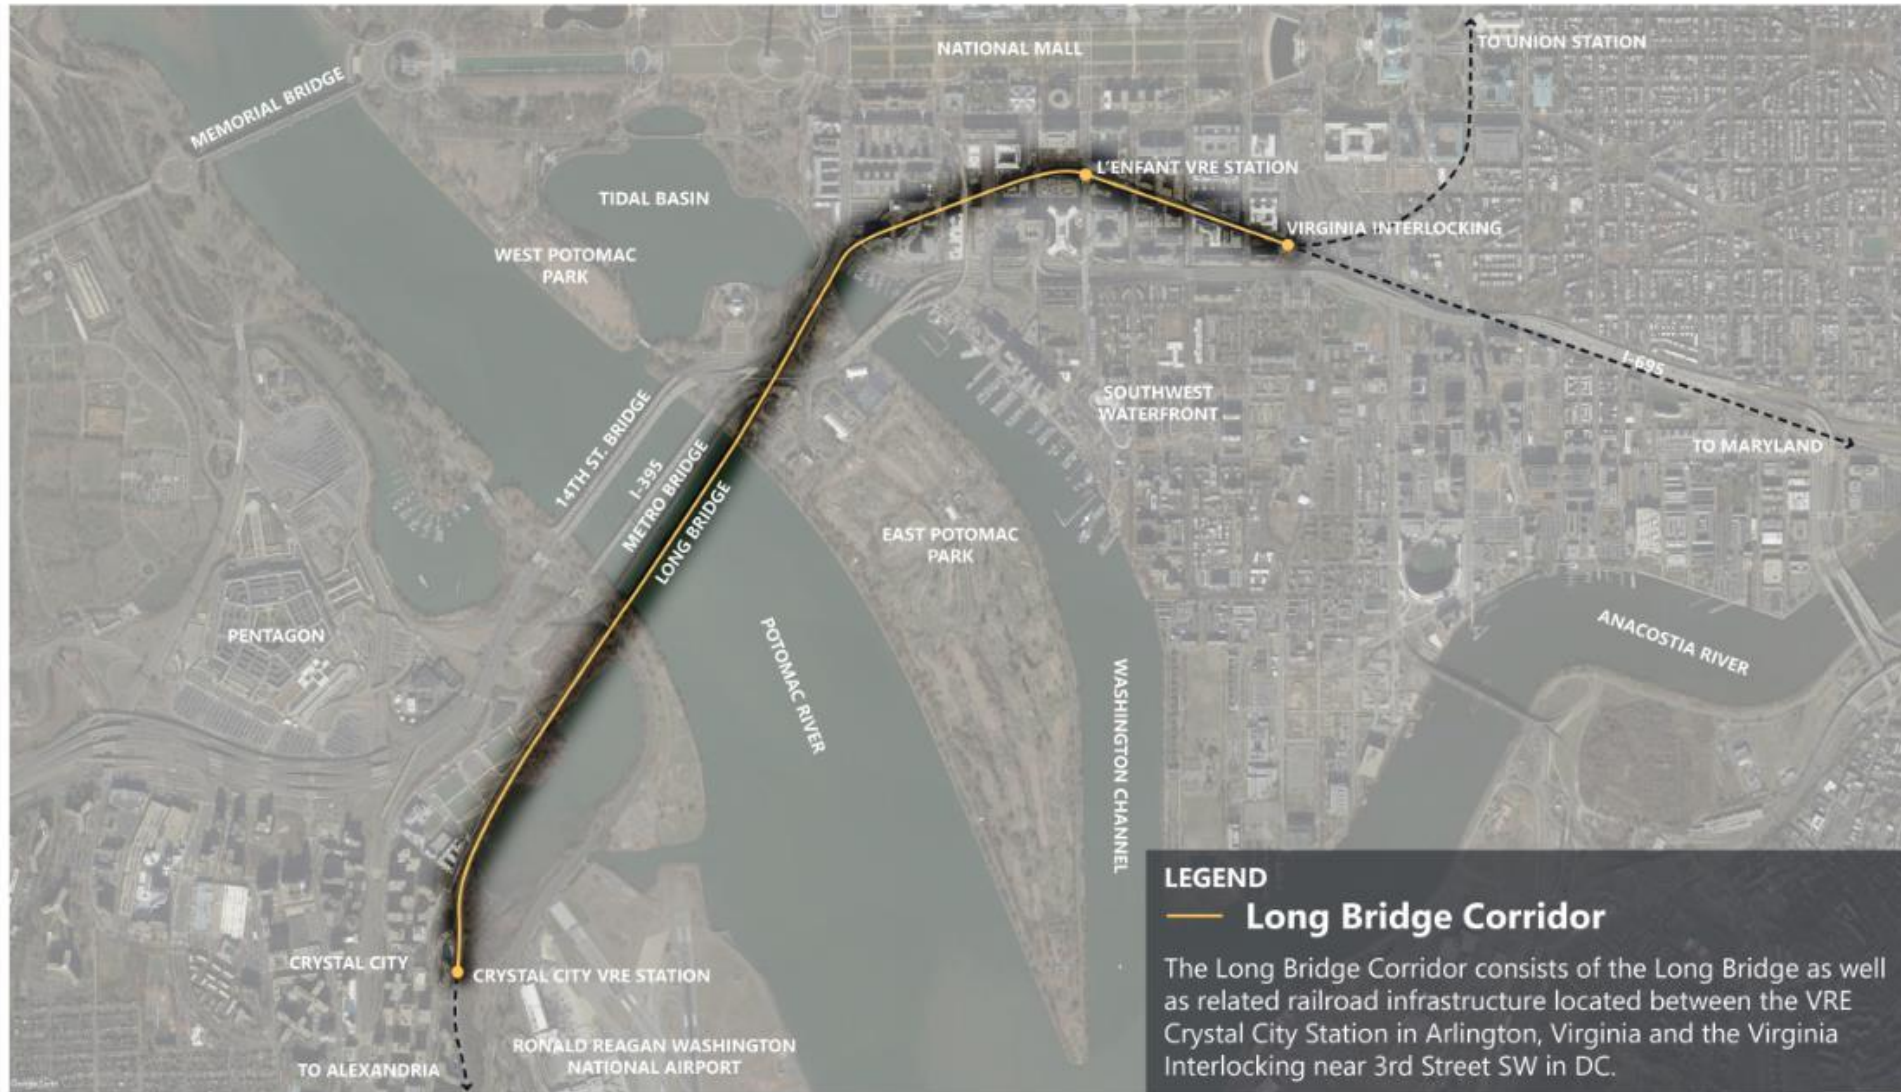 NATIONAL MALL
TO UNION STATION
MEMORIAL BRIDGE
L'ENFANT VRE STATION
TIDAL BASIN
VIRGINIA INTERLOCKING
WEST POTOMAC
PARK
I-695
14TH ST. BRIDGE
I-395
METRO BRIDGE
LONG BRIDGE
SOUTHWEST
WATERFRONT
TO MARYLAND
EAST POTOMAC
PARK
PENTAGON
POTOMAC RIVER
WASHINGTON CHANNEL
ANACOSTIA RIVER
CRYSTAL CITY
CRYSTAL CITY VRE STATION
RONALD REAGAN WASHINGTON
NATIONAL AIRPORT
TO ALEXANDRIA
LEGEND
Long Bridge Corridor
The Long Bridge Corridor consists of the Long Bridge as well
as related railroad infrastructure located between the VRE
Crystal City Station in Arlington, Virginia and the Virginia
Interlocking near 3rd Street SW in DC.